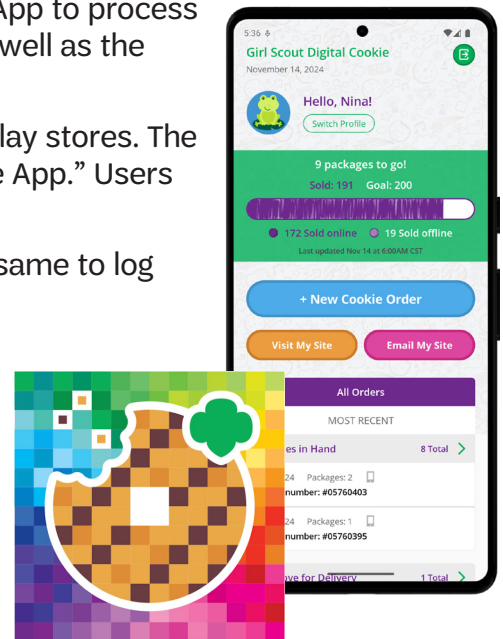 App to process
well as the
lay stores. The
e App.” Users
same to log
5:36
Girl Scout Digital Cookie
November 14, 2024
Hello, Nina!
Switch Profile
9 packages to go!
Sold: 191 Goal: 200
172 Sold online 19 Sold offline
Last updated Nov 14 at 6:00AM CST
+ New Cookie Order
Visit My Site Email My Site
All Orders
MOST RECENT
es in Hand 8 Total
24 Packages: 2
number: #05760403
24 Packages: 1
number: #05760395
ve for Delivery 1 Total